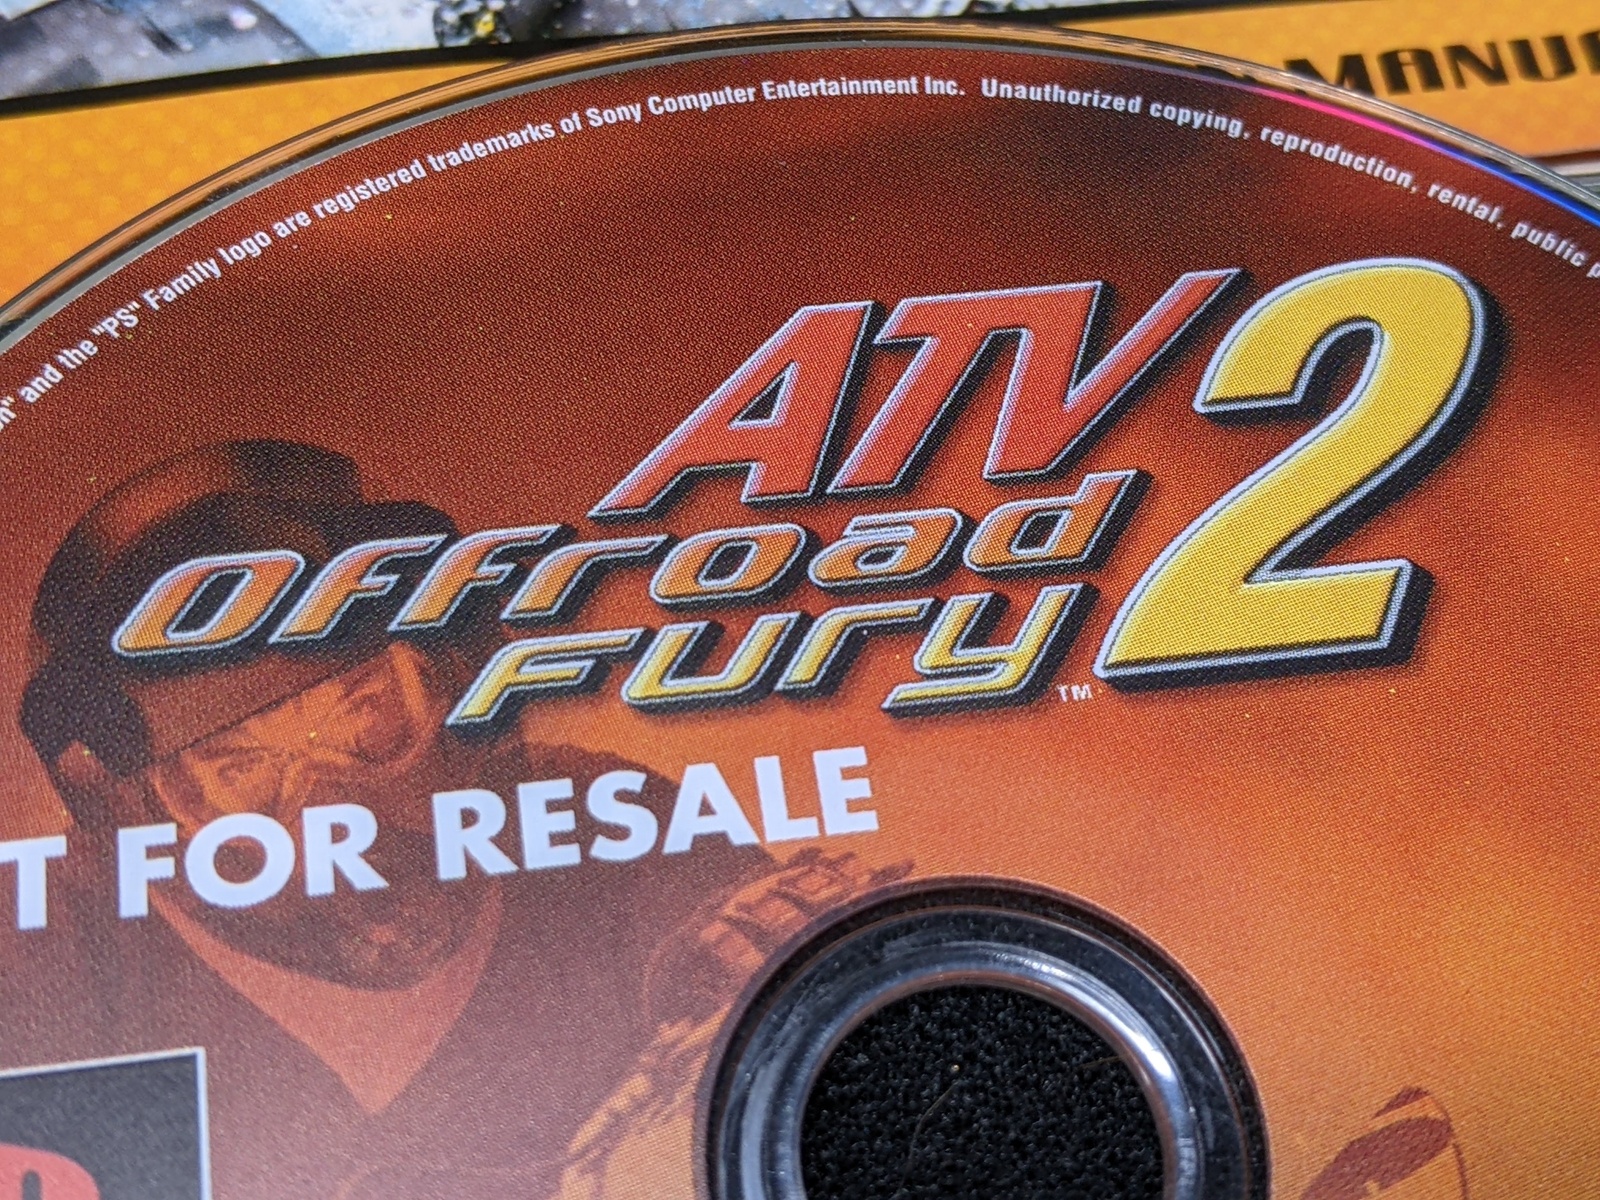 MANU
and the "PS" Family logo are registered trademarks of Sony Computer Entertainment Inc. Unauthorized copying, reproduction, rental, public
ATV
Offroad
Fury
2
TM
FOR RESALE